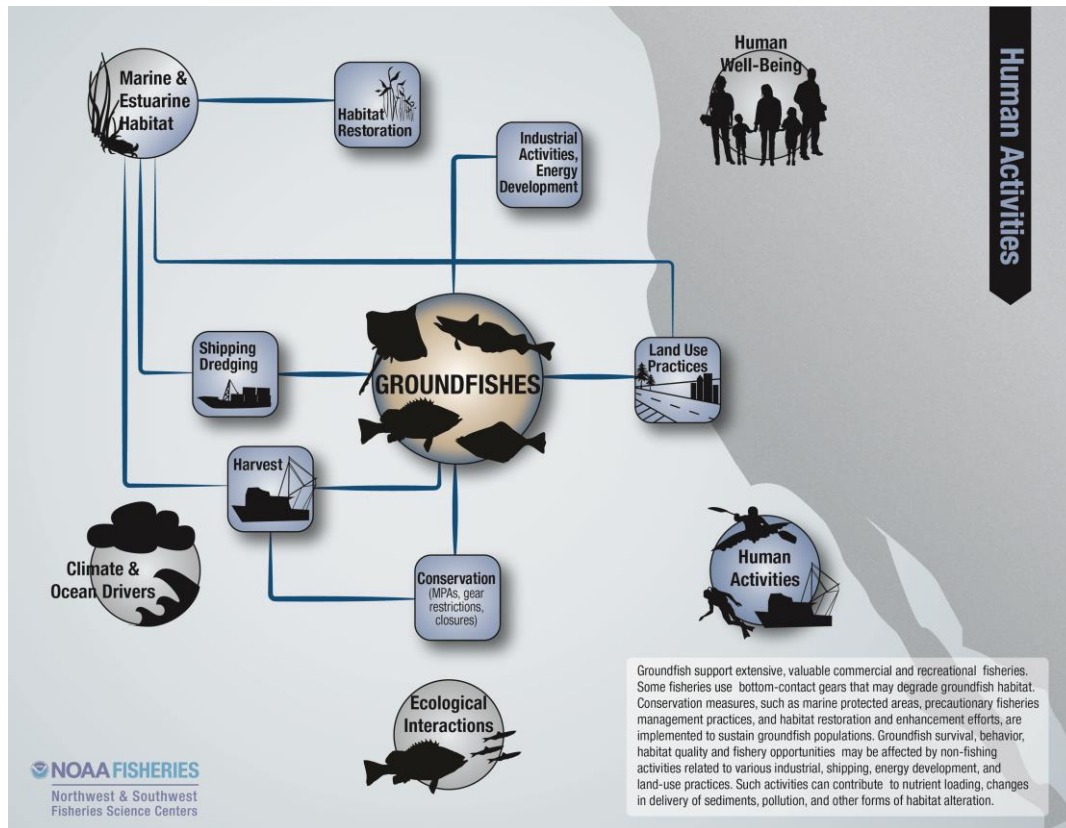 Marine &
Estuarine
Habitat
Habitat
Restoration
Industrial
Activities,
Energy
Development
Human
Well-Being
Human Activities
Shipping
Dredging
GROUNDFISHES
Land Use
Practices
Harvest
Climate &
Ocean Drivers
Conservation
(MPAs, gear
restrictions,
closures)
Human
Activities
Ecological
Interactions
Groundfish support extensive, valuable commercial and recreational fisheries.
Some fisheries use bottom-contact gears that may degrade groundfish habitat.
Conservation measures, such as marine protected areas, precautionary fisheries
management practices, and habitat restoration and enhancement efforts, are
implemented to sustain groundfish populations. Groundfish survival, behavior,
habitat quality and fishery opportunities may be affected by non-fishing
activities related to various industrial, shipping, energy development, and
land-use practices. Such activities can contribute to nutrient loading, changes
in delivery of sediments, pollution, and other forms of habitat alteration.
NOAA FISHERIES
Northwest & Southwest
Fisheries Science Centers